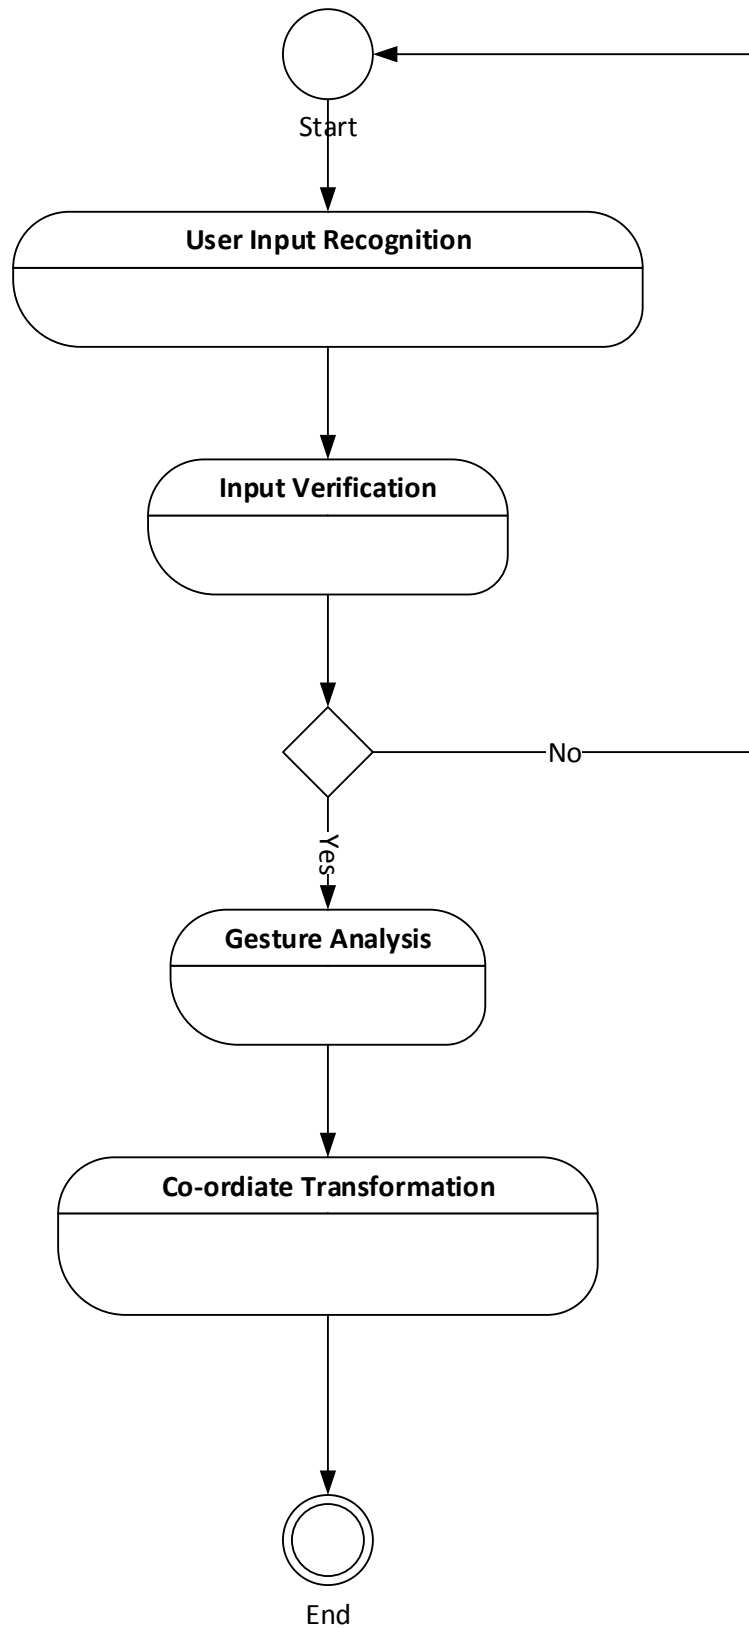 Start
User Input Recognition
Input Verification
No
Yes
Gesture Analysis
Co-ordiate Transformation
End